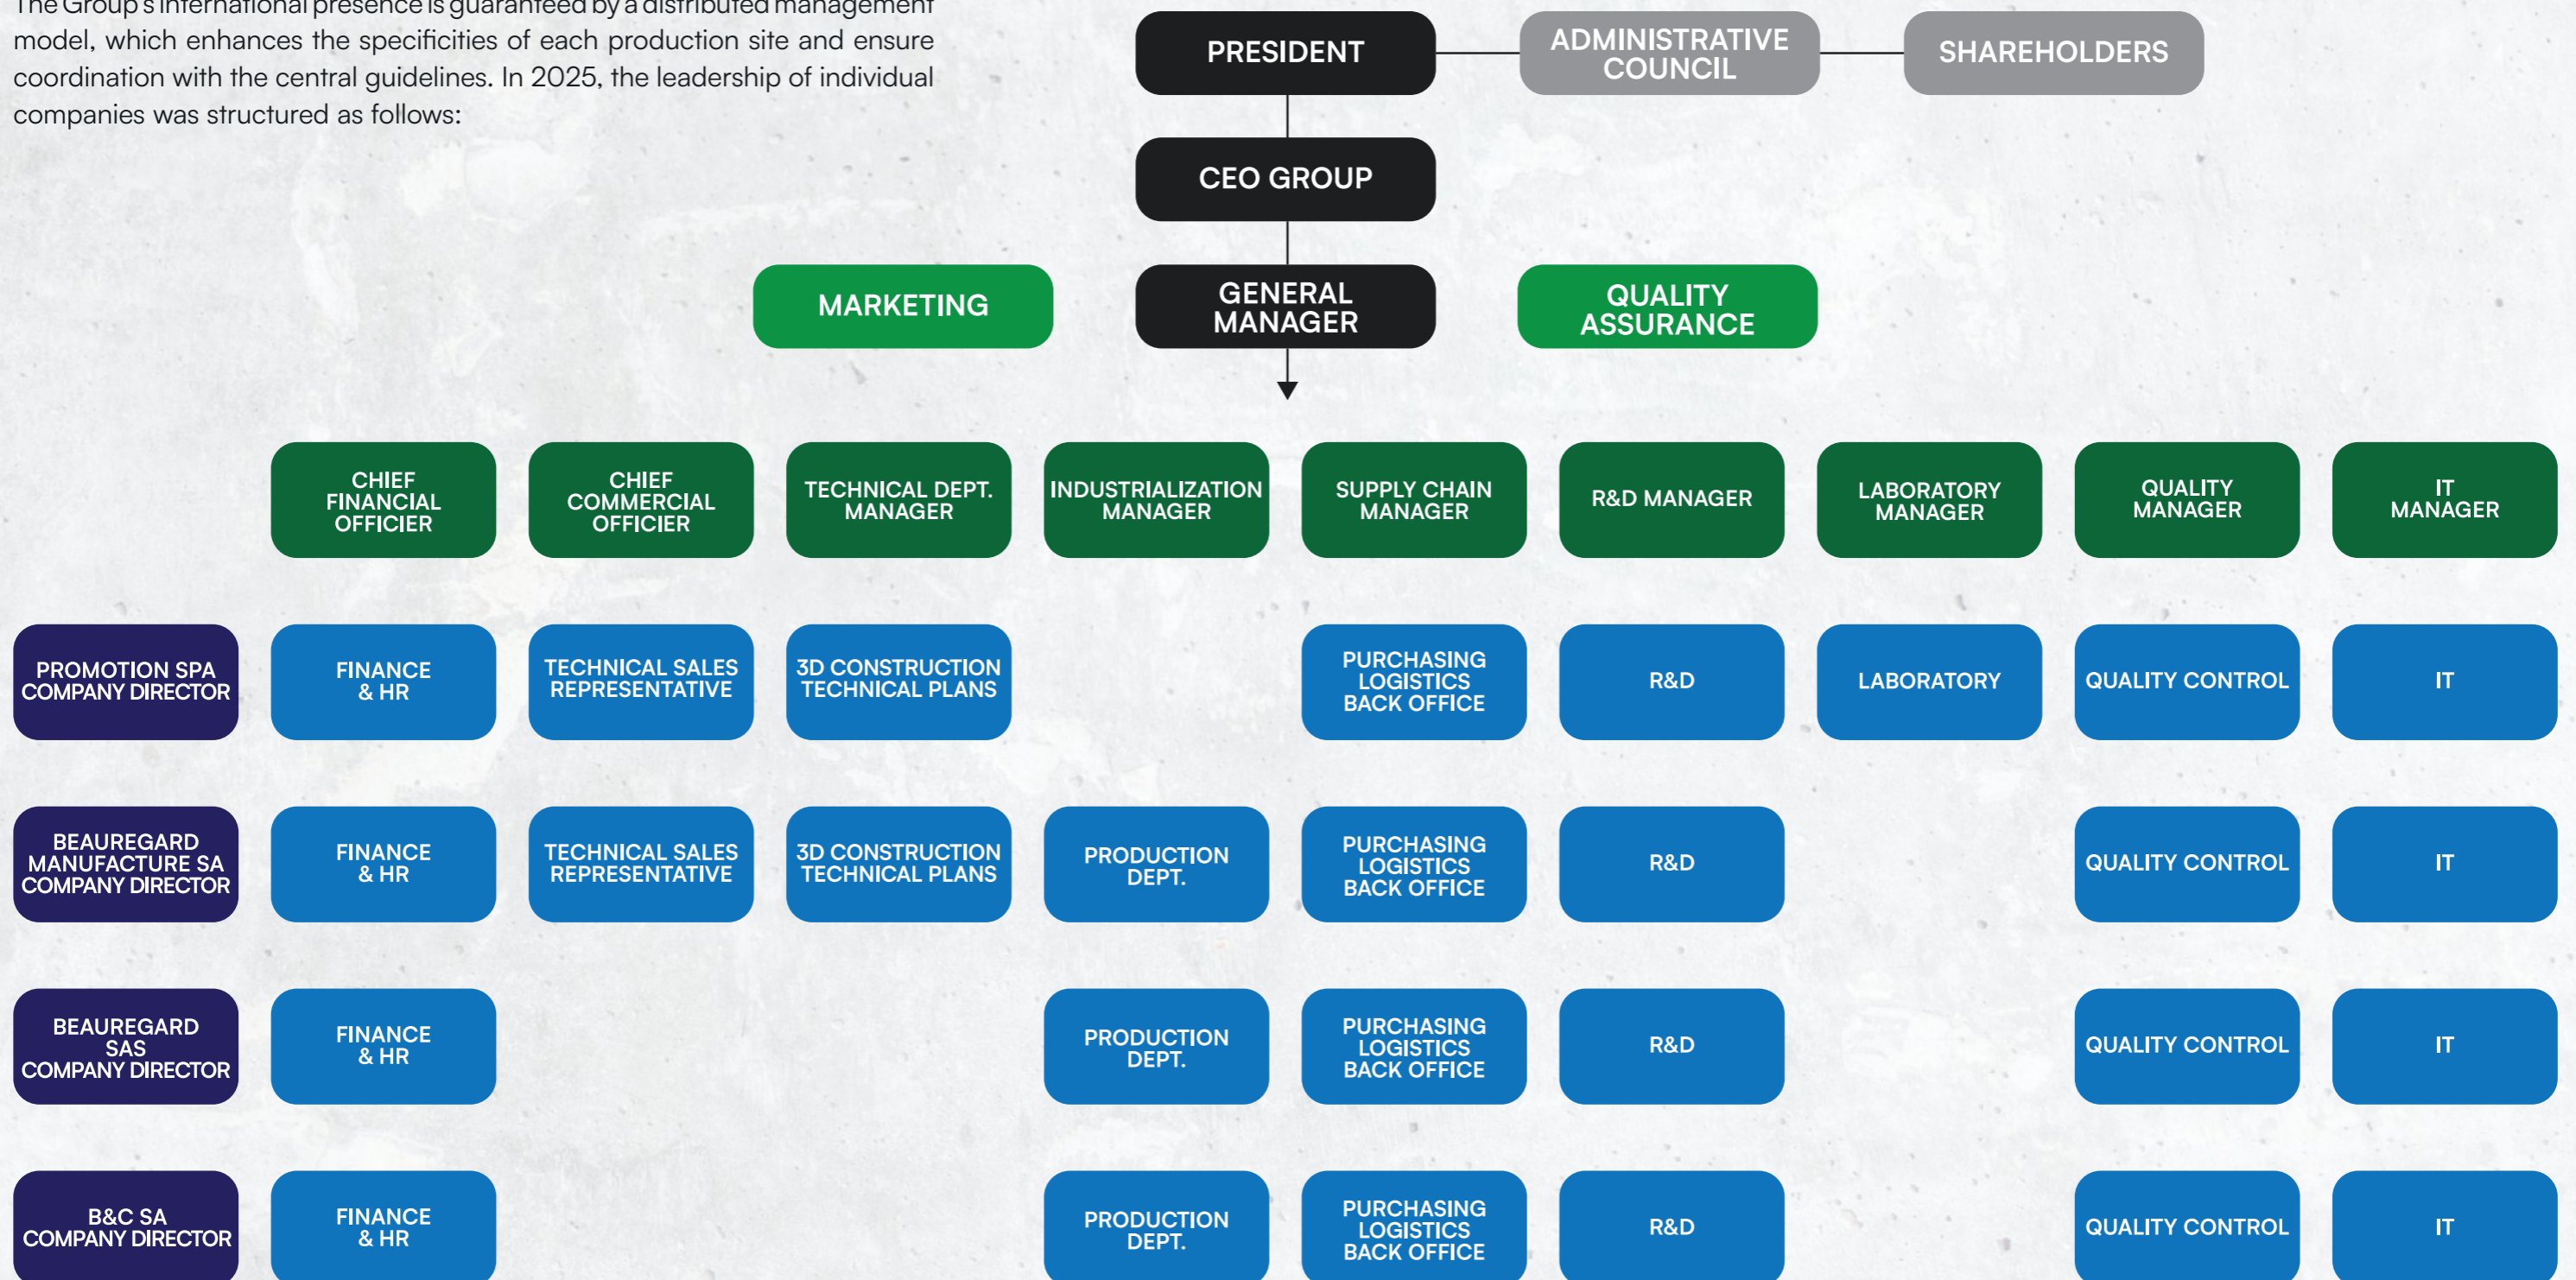 The Group's international presence is guaranteed by a distributed management
model, which enhances the specificities of each production site and ensure
coordination with the central guidelines. In 2025, the leadership of individual
companies was structured as follows:
PRESIDENT
ADMINISTRATIVE
COUNCIL
SHAREHOLDERS
CEO GROUP
MARKETING
GENERAL
MANAGER
QUALITY
ASSURANCE
CHIEF
FINANCIAL
OFFICIER
CHIEF
COMMERCIAL
OFFICIER
TECHNICAL DEPT.
MANAGER
INDUSTRIALIZATION
MANAGER
SUPPLY CHAIN
MANAGER
R&D MANAGER
LABORATORY
MANAGER
QUALITY
MANAGER
IT
MANAGER
PROMOTION SPA
COMPANY DIRECTOR
FINANCE
& HR
TECHNICAL SALES
REPRESENTATIVE
3D CONSTRUCTION
TECHNICAL PLANS
PURCHASING
LOGISTICS
BACK OFFICE
R&D
LABORATORY
QUALITY CONTROL
IT
BEAUREGARD
MANUFACTURE SA
COMPANY DIRECTOR
FINANCE
& HR
TECHNICAL SALES
REPRESENTATIVE
3D CONSTRUCTION
TECHNICAL PLANS
PRODUCTION
DEPT.
PURCHASING
LOGISTICS
BACK OFFICE
R&D
QUALITY CONTROL
IT
BEAUREGARD
SAS
COMPANY DIRECTOR
FINANCE
& HR
PRODUCTION
DEPT.
PURCHASING
LOGISTICS
BACK OFFICE
R&D
QUALITY CONTROL
IT
B&C SA
COMPANY DIRECTOR
FINANCE
& HR
PRODUCTION
DEPT.
PURCHASING
LOGISTICS
BACK OFFICE
R&D
QUALITY CONTROL
IT